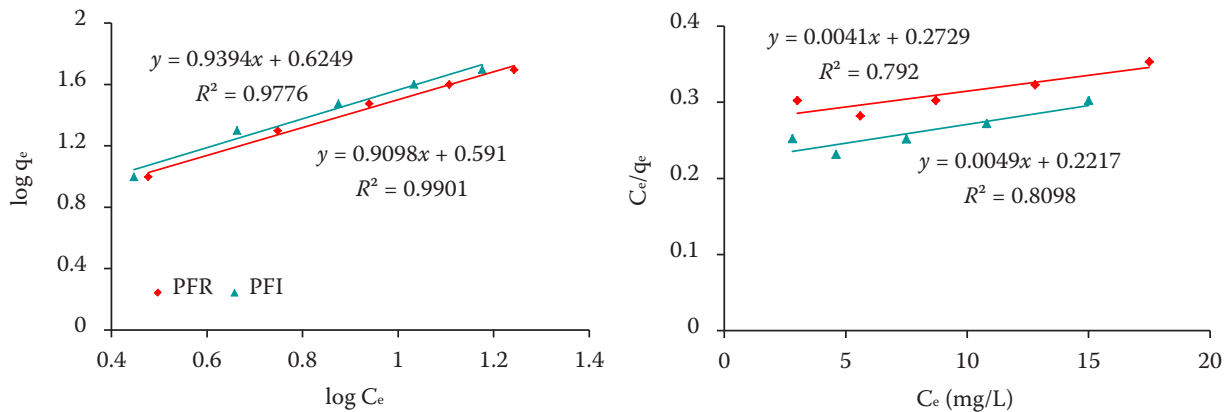 2
1.6
1.2
0.8
0.4
0
log qₑ
y = 0.9394x + 0.6249
R² = 0.9776
y = 0.9098x + 0.591
R² = 0.9901
PFR PFI
0.4 0.6 0.8 1 1.2 1.4
log Cₑ
0.4
0.3
0.2
0.1
0
Cₑ/qₑ
y = 0.0041x + 0.2729
R² = 0.792
y = 0.0049x + 0.2217
R² = 0.8098
0 5 10 15 20
Cₑ (mg/L)